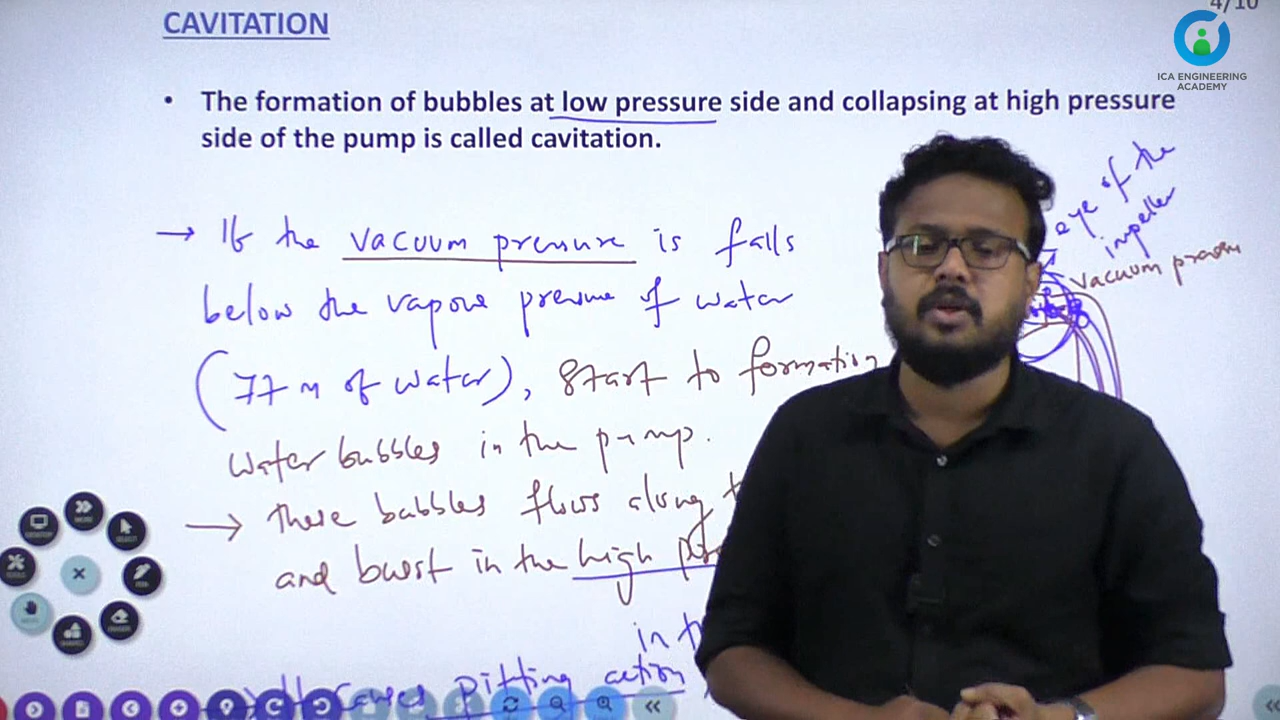 4/10
CAVITATION
ICA ENGINEERING
ACADEMY
• The formation of bubbles at low pressure side and collapsing at high pressure
side of the pump is called cavitation.
eye of the
impeller
vacuum
→ If the vacuum pressure is falls
below the vapour pressure of water
(77 m of water), start to formation
water bubbles in the pump.
→ these bubbles flows along
and burst in the high
in
causes pitting action